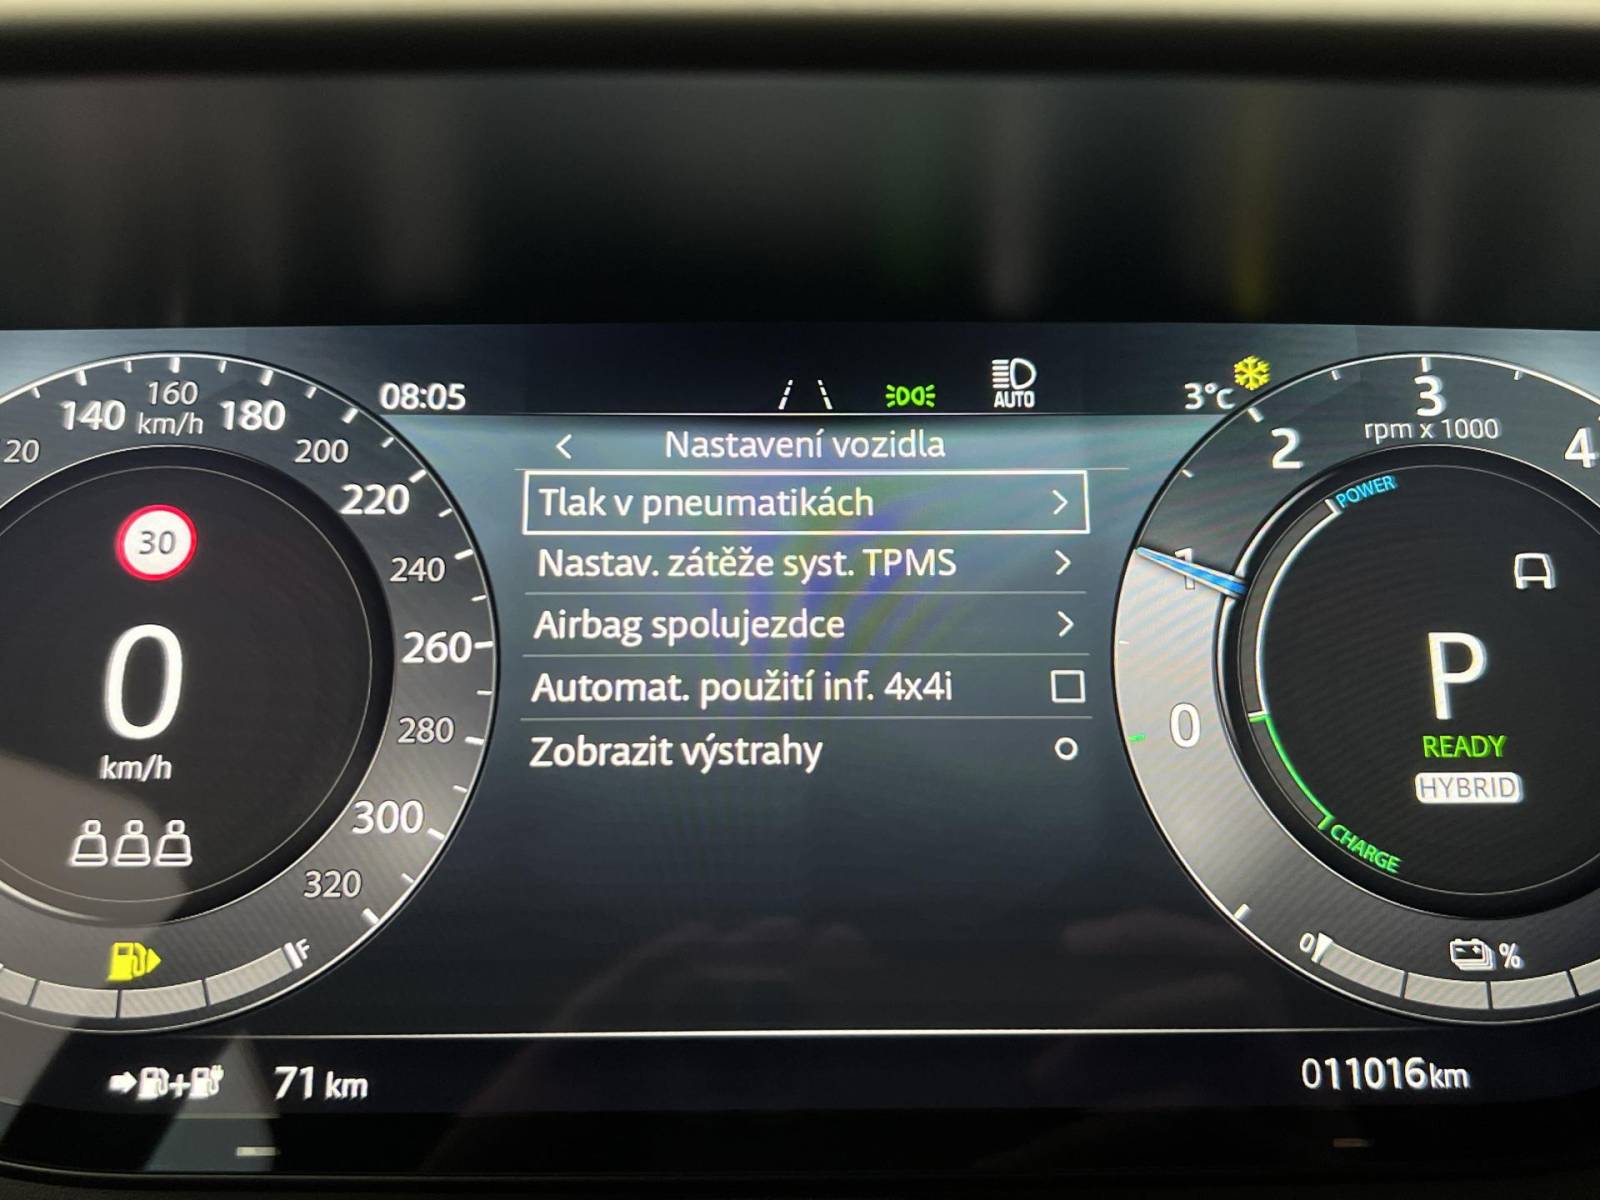 08:05
AUTO
3°C
20
140
160
km/h
180
200
220
240
260
280
300
320
30
0
km/h
F
Nastavení vozidla
Tlak v pneumatikách
Nastav. zátěže syst. TPMS
Airbag spolujezdce
Automat. použití inf. 4x4i
Zobrazit výstrahy
0
1
2
3
4
rpm x 1000
POWER
P
READY
HYBRID
CHARGE
0
%
71 km
011016km